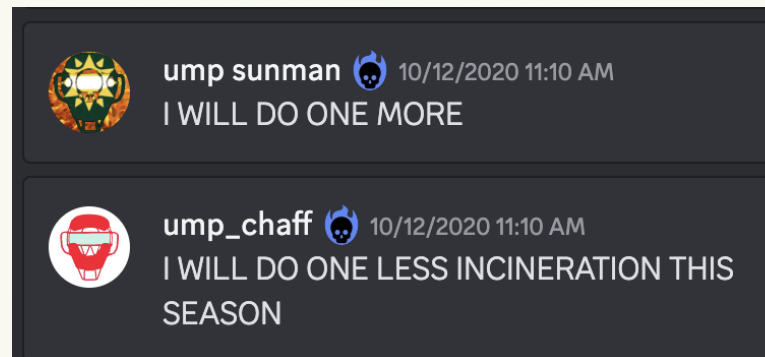 ump sunman 10/12/2020 11:10 AM
I WILL DO ONE MORE
ump_chaff 10/12/2020 11:10 AM
I WILL DO ONE LESS INCINERATION THIS
SEASON